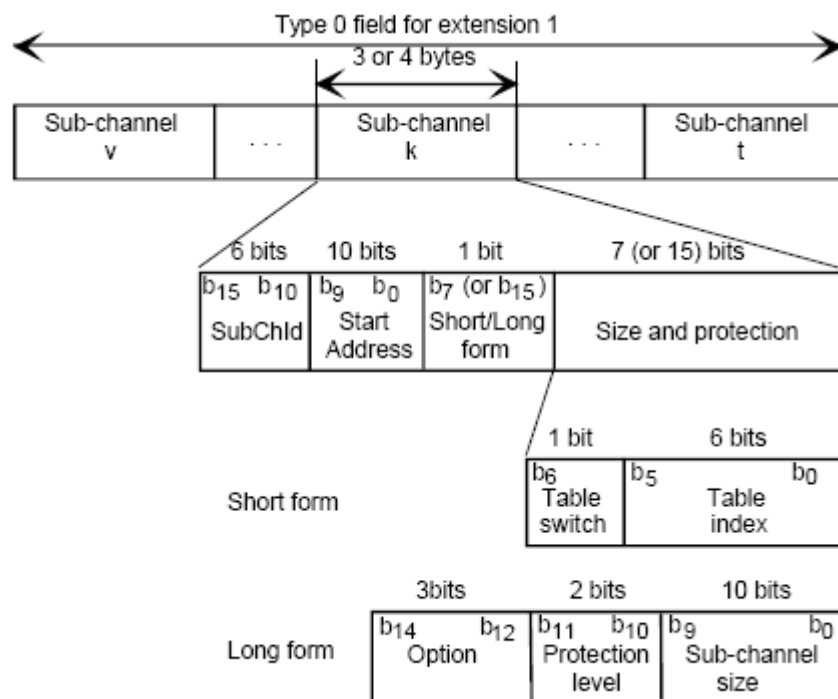 Type 0 field for extension 1
3 or 4 bytes
Sub-channel v
. . .
Sub-channel k
. . .
Sub-channel t
6 bits
10 bits
1 bit
7 (or 15) bits
b15 b10
SubChId
b9 b0
Start
Address
b7 (or b15)
Short/Long
form
Size and protection
1 bit
6 bits
Short form
b6
Table
switch
b5 b0
Table
index
3bits
2 bits
10 bits
Long form
b14 b12
Option
b11 b10
Protection
level
b9 b0
Sub-channel
size